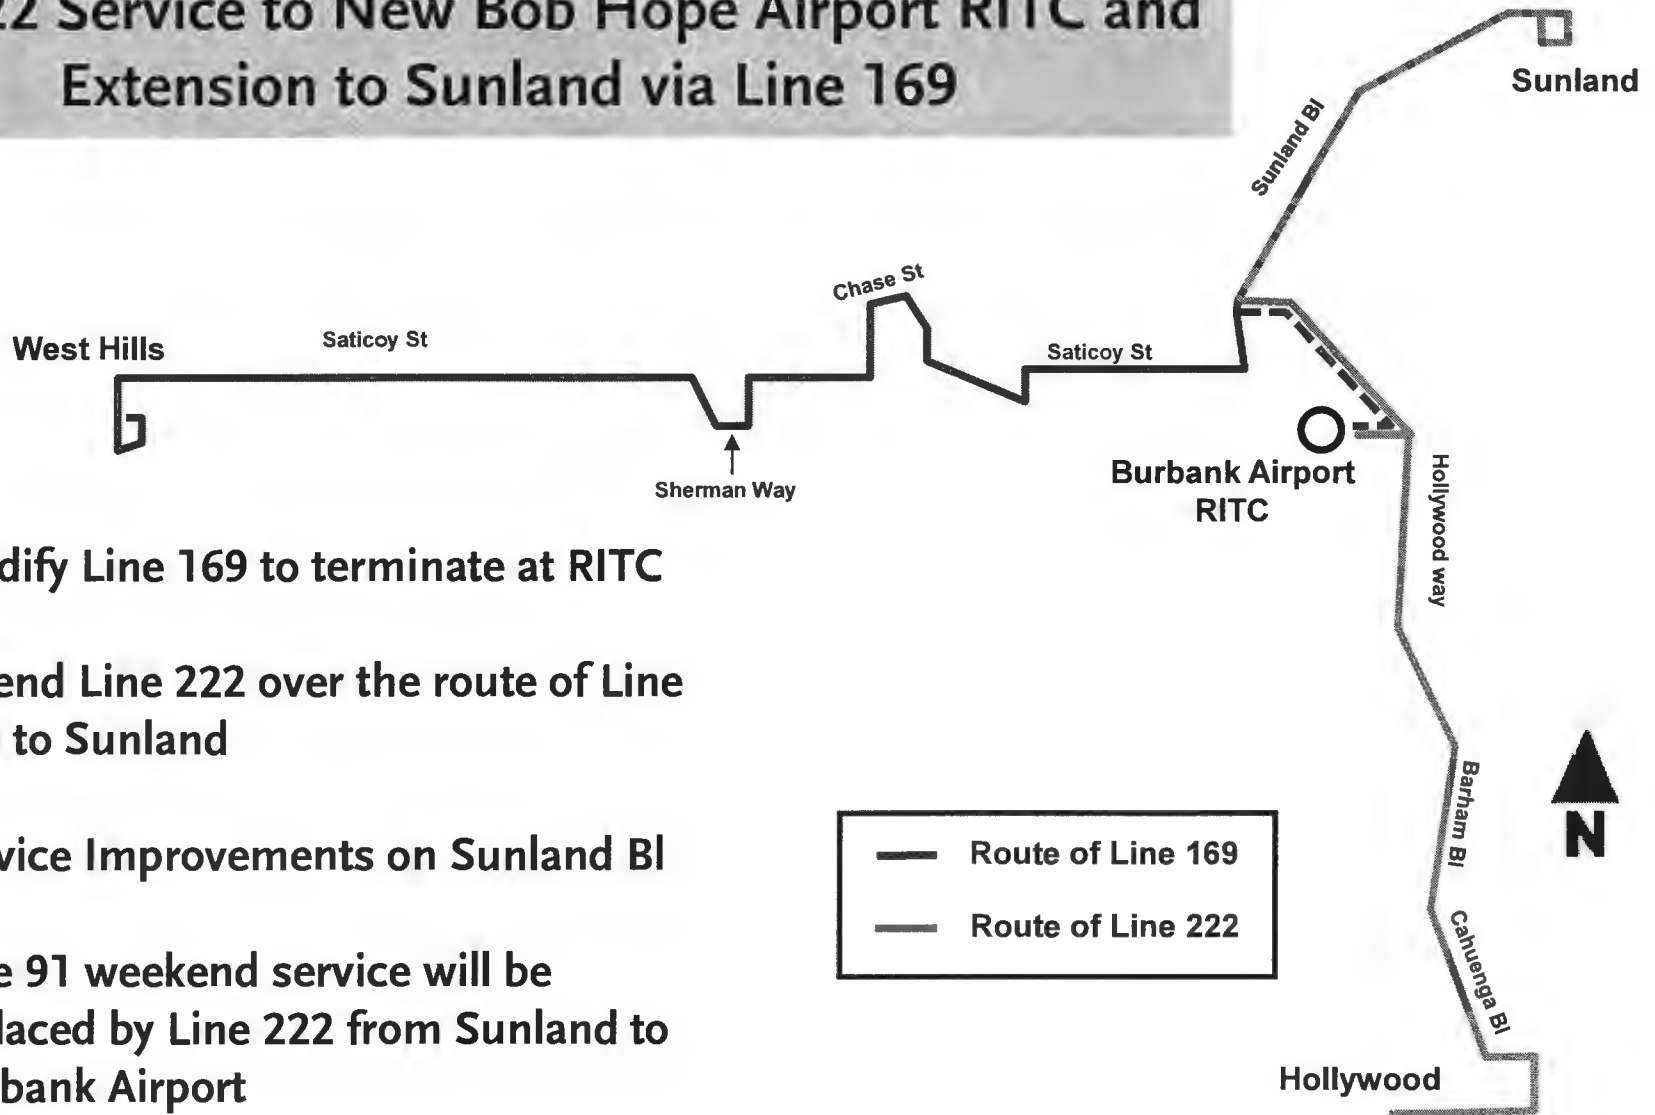 22 Service to New Bob Hope Airport RITC and
Extension to Sunland via Line 169
Sunland
Sunland Bl
Chase St
West Hills
Saticoy St
Saticoy St
Sherman Way
Burbank Airport
RITC
Hollywood way
dify Line 169 to terminate at RITC
end Line 222 over the route of Line
to Sunland
vice Improvements on Sunland Bl
e 91 weekend service will be
laced by Line 222 from Sunland to
bank Airport
Route of Line 169
Route of Line 222
Barham Bl
N
Cahuenga Bl
Hollywood